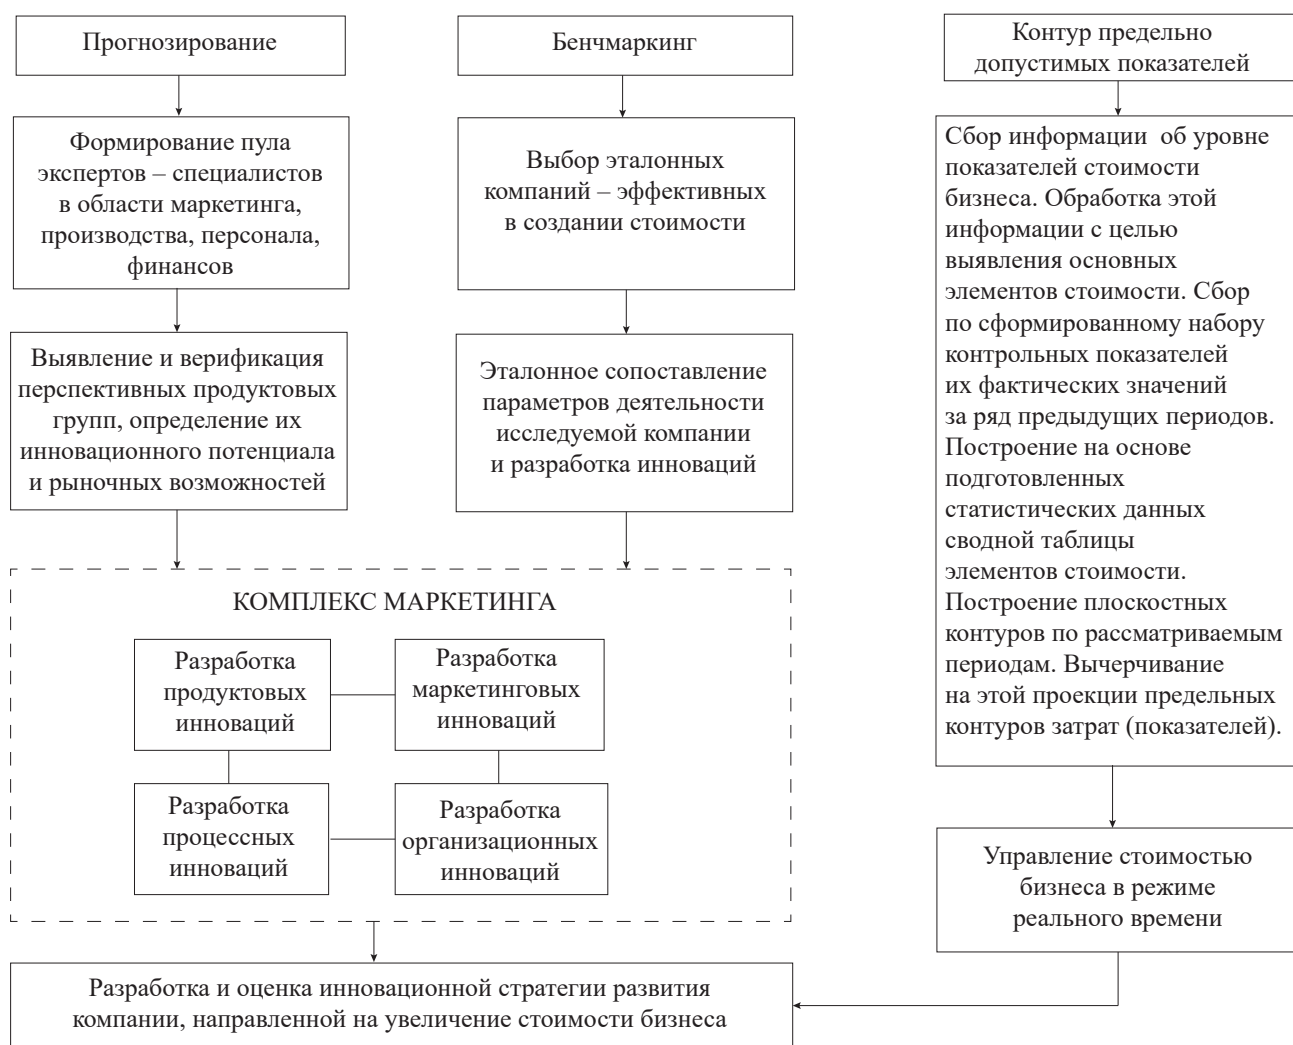 Прогнозирование
Формирование пула
экспертов – специалистов
в области маркетинга,
производства, персонала,
финансов
Выявление и верификация
перспективных продуктовых
групп, определение их
инновационного потенциала
и рыночных возможностей
Бенчмаркинг
Выбор эталонных
компаний – эффективных
в создании стоимости
Эталонное сопоставление
параметров деятельности
исследуемой компании
и разработка инноваций
КОМПЛЕКС МАРКЕТИНГА
Разработка
продуктовых
инноваций
Разработка
маркетинговых
инноваций
Разработка
процессных
инноваций
Разработка
организационных
инноваций
Контур предельно
допустимых показателей
Сбор информации об уровне
показателей стоимости
бизнеса. Обработка этой
информации с целью
выявления основных
элементов стоимости. Сбор
по сформированному набору
контрольных показателей
их фактических значений
за ряд предыдущих периодов.
Построение на основе
подготовленных
статистических данных
сводной таблицы
элементов стоимости.
Построение плоскостных
контуров по рассматриваемым
периодам. Вычерчивание
на этой проекции предельных
контуров затрат (показателей).
Управление стоимостью
бизнеса в режиме
реального времени
Разработка и оценка инновационной стратегии развития
компании, направленной на увеличение стоимости бизнеса